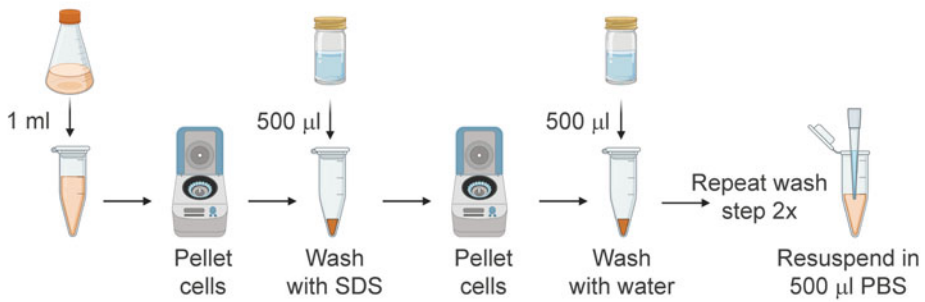 1 ml
Pellet
cells
500 μl
Wash
with SDS
Pellet
cells
500 μl
Wash
with water
Repeat wash
step 2x
Resuspend in
500 μl PBS